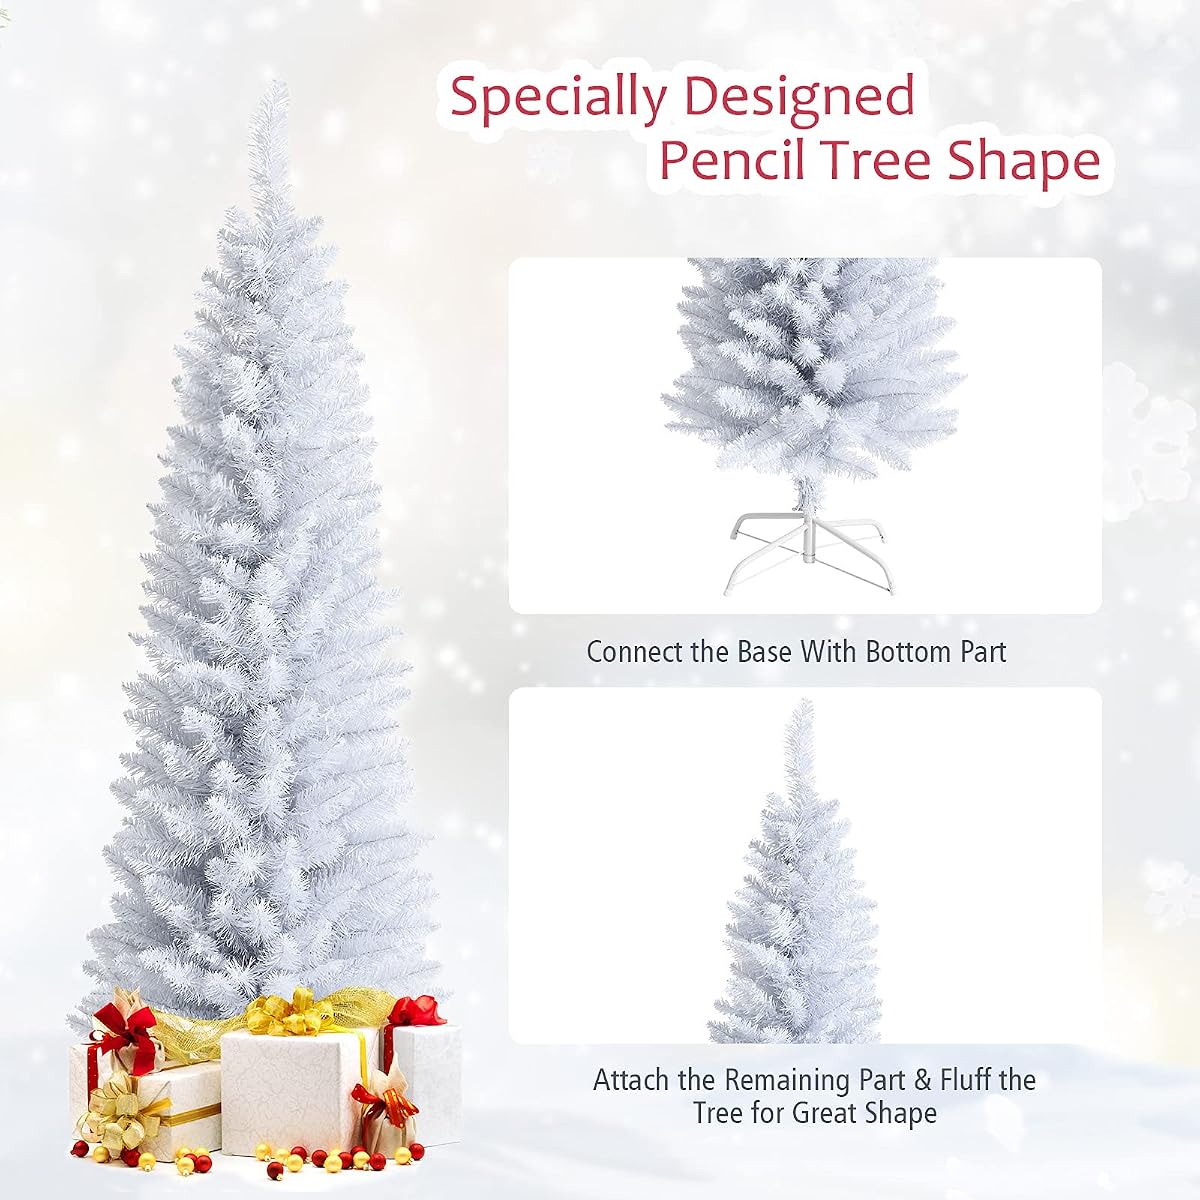 Specially Designed
Pencil Tree Shape
Connect the Base With Bottom Part
Attach the Remaining Part & Fluff the
Tree for Great Shape